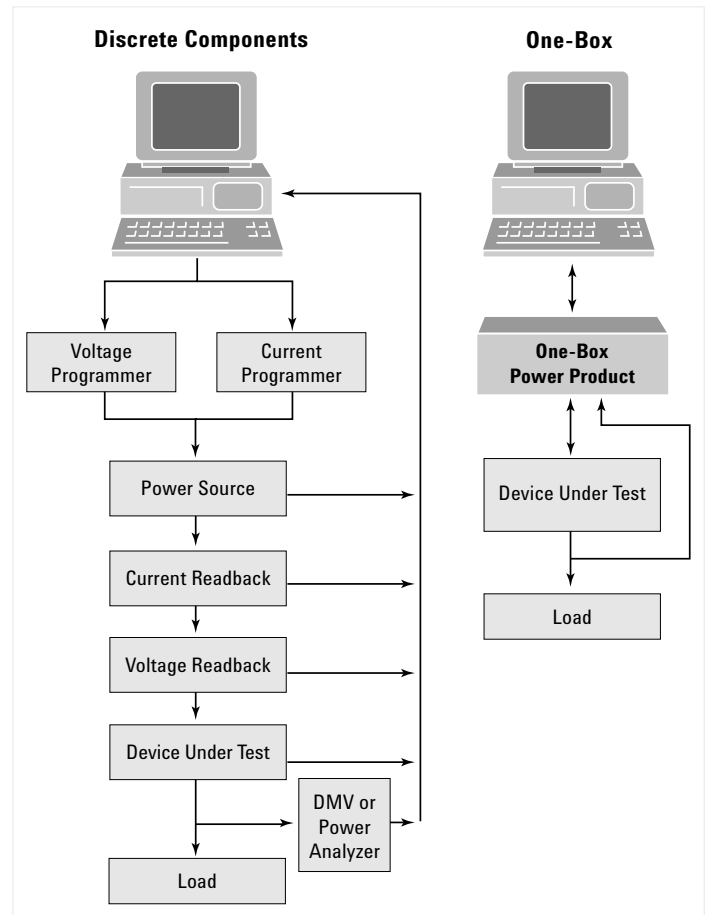 Discrete Components
One-Box
Voltage
Programmer
Current
Programmer
Power Source
Current Readback
Voltage Readback
Device Under Test
DMV or
Power
Analyzer
Load
One-Box
Power Product
Device Under Test
Load